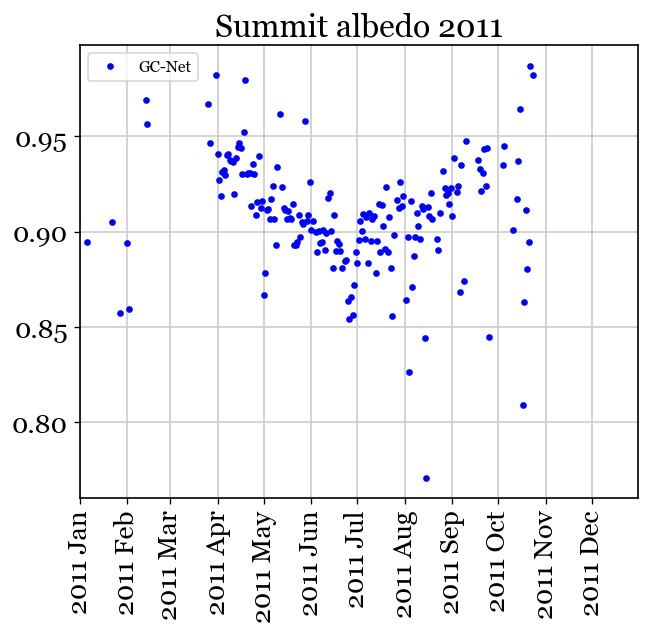 Summit albedo 2011
GC-Net
0.95
0.90
0.85
0.80
2011 Jan
2011 Feb
2011 Mar
2011 Apr
2011 May
2011 Jun
2011 Jul
2011 Aug
2011 Sep
2011 Oct
2011 Nov
2011 Dec